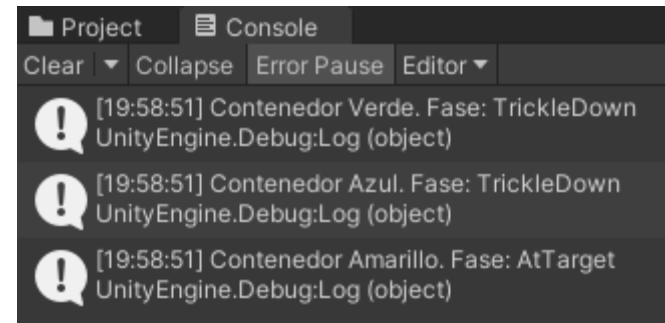 Project Console
Clear Collapse Error Pause Editor
[19:58:51] Contenedor Verde. Fase: TrickleDown
UnityEngine.Debug:Log (object)
[19:58:51] Contenedor Azul. Fase: TrickleDown
UnityEngine.Debug:Log (object)
[19:58:51] Contenedor Amarillo. Fase: AtTarget
UnityEngine.Debug:Log (object)